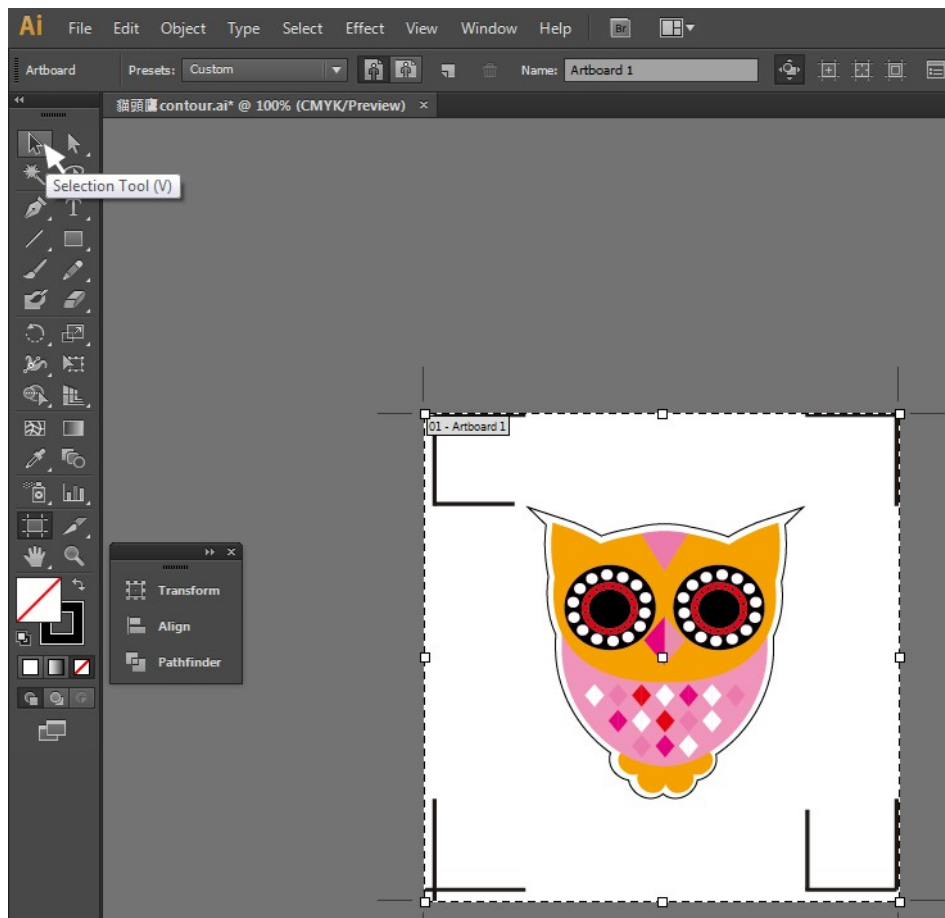 Ai File Edit Object Type Select Effect View Window Help Br
Artboard Presets: Custom Name: Artboard 1
貓頭鷹contour.ai* @ 100% (CMYK/Preview) ×
Selection Tool (V)
T
01 - Artboard 1
Transform
Align
Pathfinder